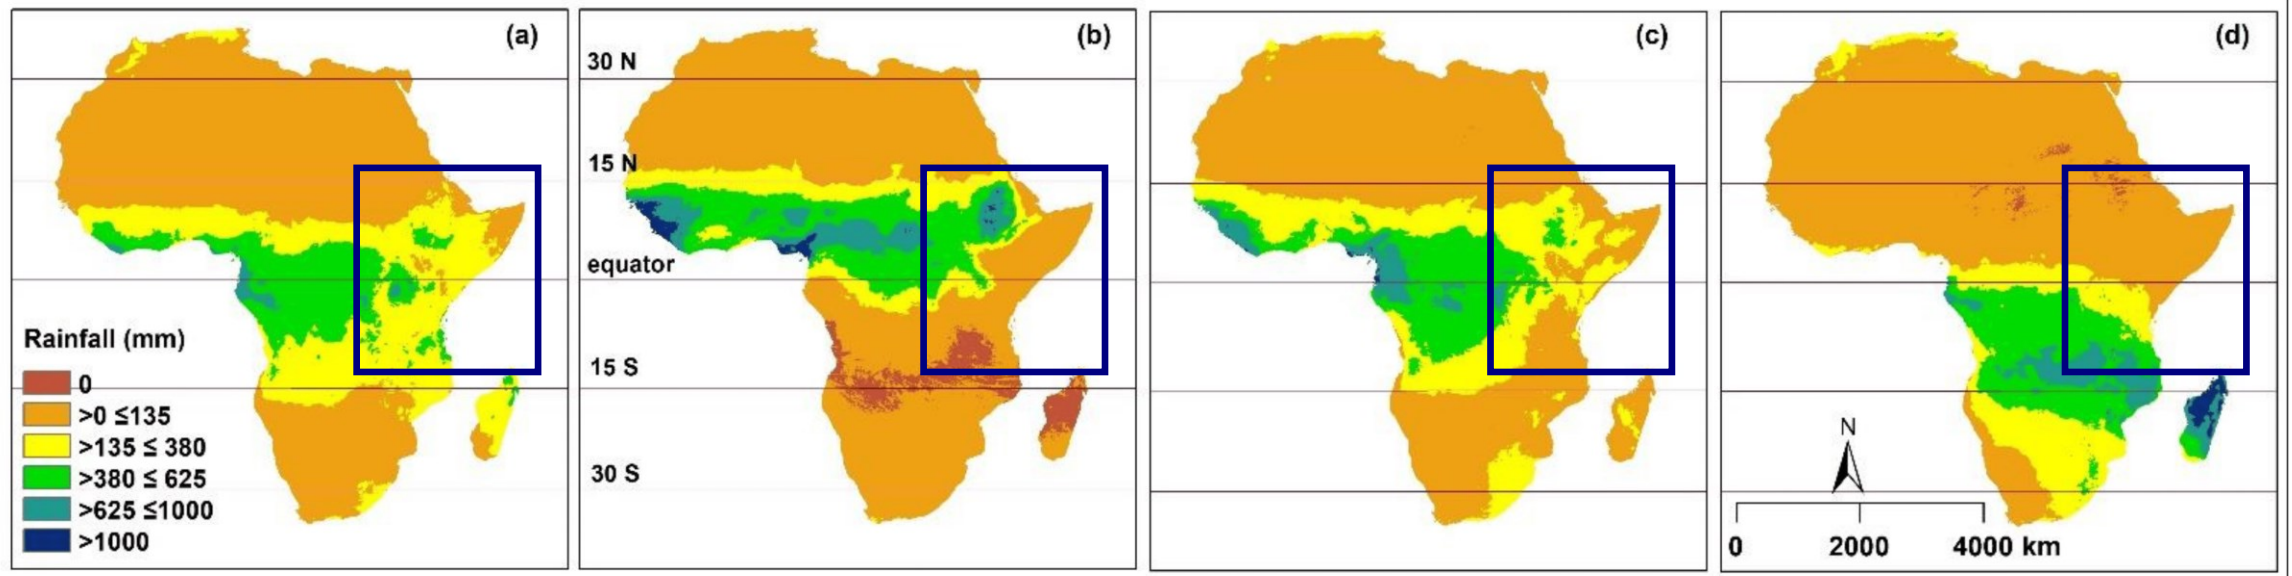 (a)
(b)
(c)
(d)
30 N
15 N
equator
15 S
30 S
Rainfall (mm)
0
>0 ≤135
>135 ≤ 380
>380 ≤ 625
>625 ≤1000
>1000
N
0 2000 4000 km